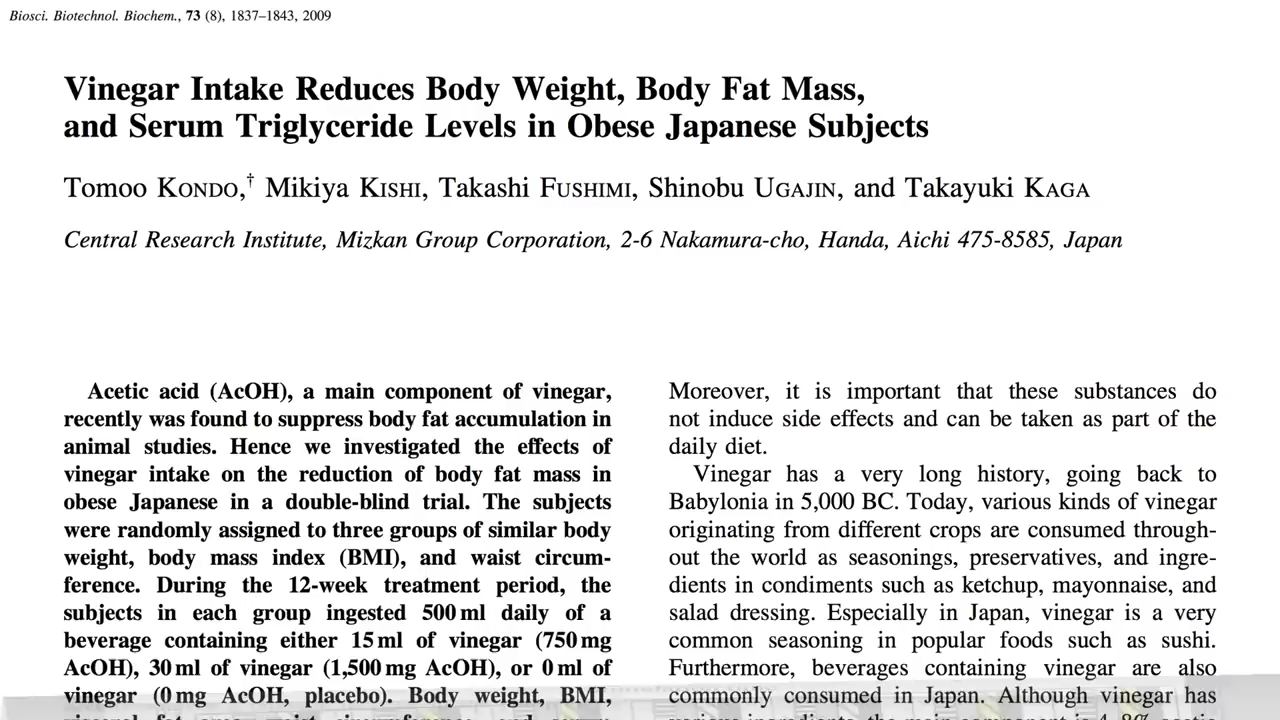 Biosci. Biotechnol. Biochem., 73 (8), 1837–1843, 2009
Vinegar Intake Reduces Body Weight, Body Fat Mass,
and Serum Triglyceride Levels in Obese Japanese Subjects
Tomoo KONDO,† Mikiya KISHI, Takashi FUSHIMI, Shinobu UGAJIN, and Takayuki KAGA
Central Research Institute, Mizkan Group Corporation, 2-6 Nakamura-cho, Handa, Aichi 475-8585, Japan
Acetic acid (AcOH), a main component of vinegar,
recently was found to suppress body fat accumulation in
animal studies. Hence we investigated the effects of
vinegar intake on the reduction of body fat mass in
obese Japanese in a double-blind trial. The subjects
were randomly assigned to three groups of similar body
weight, body mass index (BMI), and waist circum-
ference. During the 12-week treatment period, the
subjects in each group ingested 500 ml daily of a
beverage containing either 15 ml of vinegar (750 mg
AcOH), 30 ml of vinegar (1,500 mg AcOH), or 0 ml of
vinegar (0 mg AcOH, placebo). Body weight, BMI,
Moreover, it is important that these substances do
not induce side effects and can be taken as part of the
daily diet.
Vinegar has a very long history, going back to
Babylonia in 5,000 BC. Today, various kinds of vinegar
originating from different crops are consumed through-
out the world as seasonings, preservatives, and ingre-
dients in condiments such as ketchup, mayonnaise, and
salad dressing. Especially in Japan, vinegar is a very
common seasoning in popular foods such as sushi.
Furthermore, beverages containing vinegar are also
commonly consumed in Japan. Although vinegar has